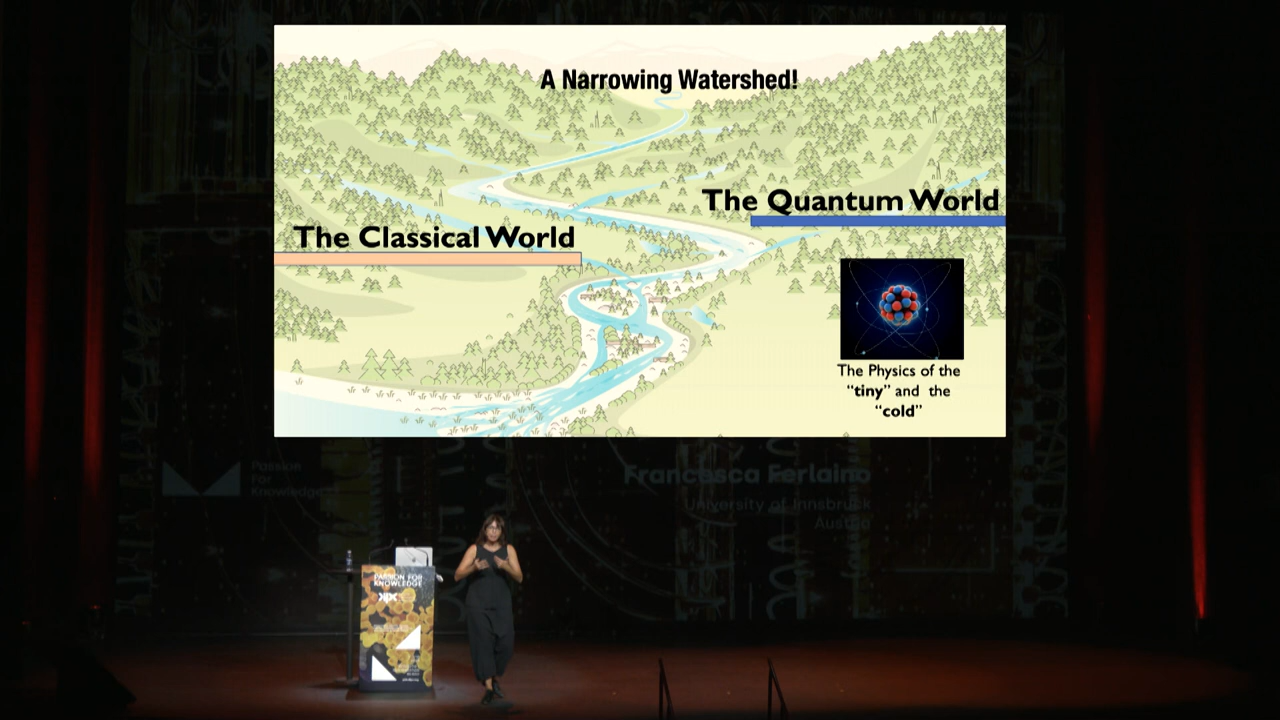 A Narrowing Watershed!
The Quantum World
The Classical World
The Physics of the
“tiny” and the
“cold”
Passion
For
Knowledge
Francesca Ferlaino
University of Innsbruck
Austria
PASSION FOR
KNOWLEDGE